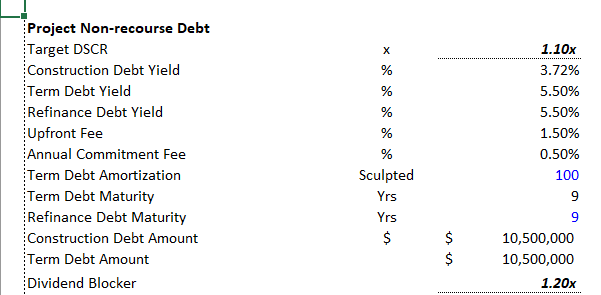 Project Non-recourse Debt
Target DSCR x 1.10x
Construction Debt Yield % 3.72%
Term Debt Yield % 5.50%
Refinance Debt Yield % 5.50%
Upfront Fee % 1.50%
Annual Commitment Fee % 0.50%
Term Debt Amortization Sculpted 100
Term Debt Maturity Yrs 9
Refinance Debt Maturity Yrs 9
Construction Debt Amount $ $ 10,500,000
Term Debt Amount $ 10,500,000
Dividend Blocker 1.20x